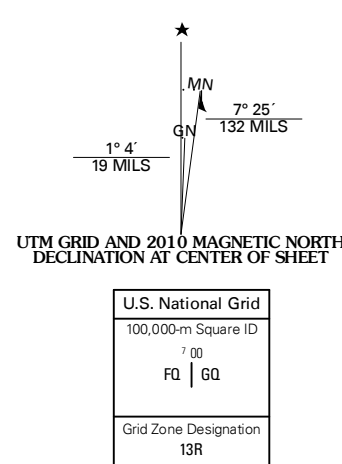 MN
7° 25´
132 MILS
GN
1° 4´
19 MILS
UTM GRID AND 2010 MAGNETIC NORTH
DECLINATION AT CENTER OF SHEET
U.S. National Grid
100,000-m Square ID
7 00
FQ GQ
Grid Zone Designation
13R